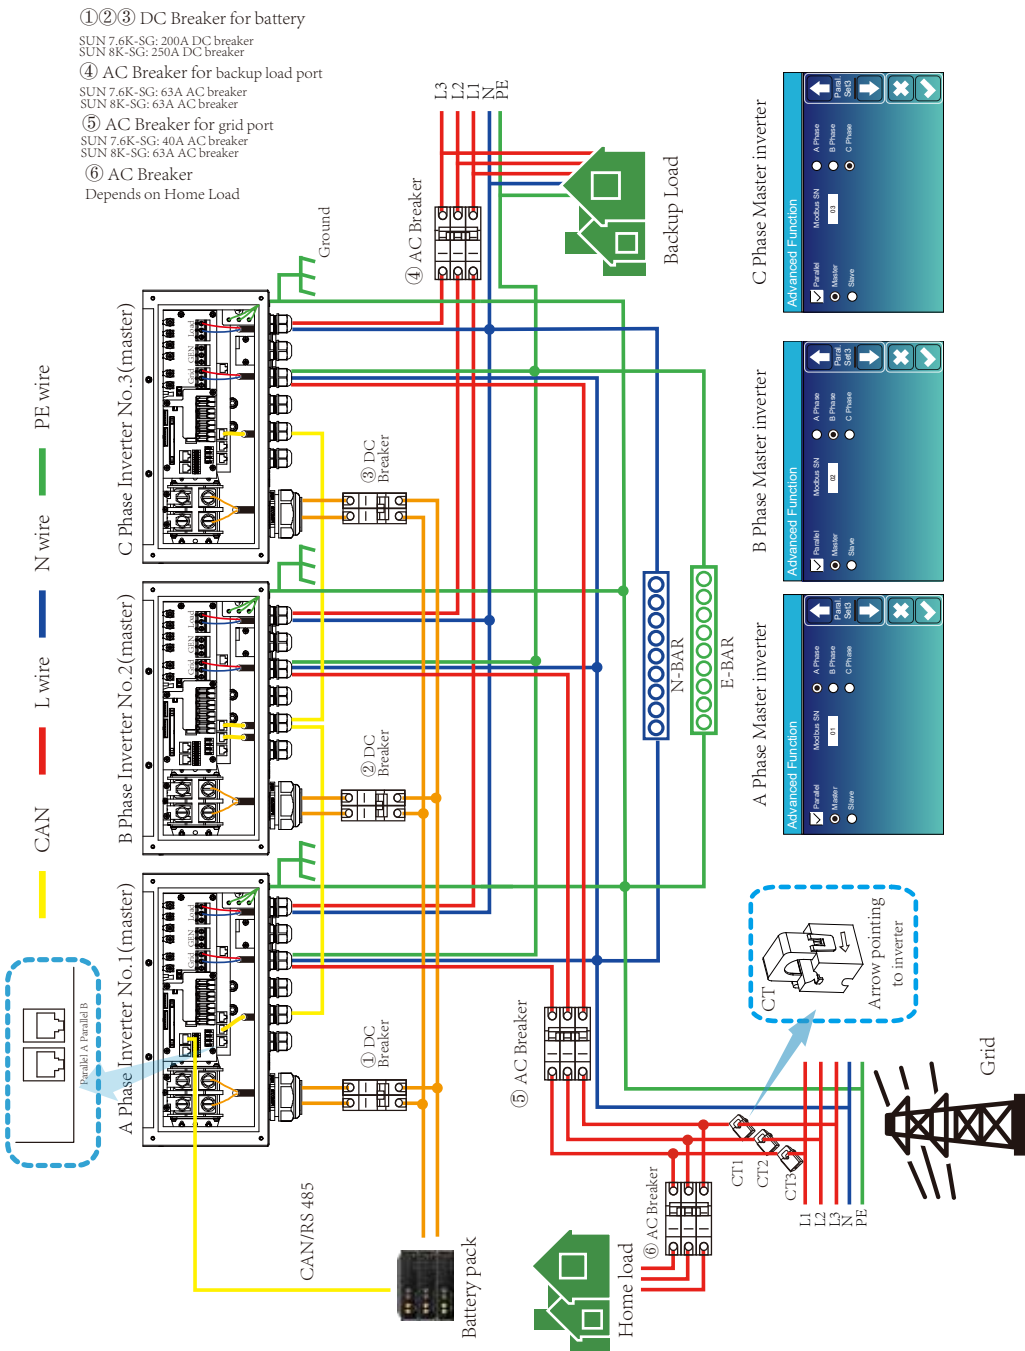 ①②③ DC Breaker for battery
SUN 7.6K-SG: 200A DC breaker
SUN 8K-SG: 250A DC breaker
④ AC Breaker for backup load port
SUN 7.6K-SG: 63A AC breaker
SUN 8K-SG: 63A AC breaker
⑤ AC Breaker for grid port
SUN 7.6K-SG: 40A AC breaker
SUN 8K-SG: 63A AC breaker
⑥ AC Breaker
Depends on Home Load
CAN
L wire
N wire
PE wire
Parallel A Parallel B
A Phase Inverter No.1 (master)
Grid
GEN
Load
B Phase Inverter No.2(master)
Grid
GEN
Load
C Phase Inverter No.3(master)
Grid
GEN
Load
Ground
① DC
Breaker
② DC
Breaker
③ DC
Breaker
④ AC Breaker
L3
L2
L1
N
PE
Backup Load
CAN/RS 485
Battery pack
⑤ AC Breaker
⑥ AC Breaker
Home load
N-BAR
E-BAR
CT1
CT2
CT3
CT
Arrow pointing
to inverter
L1
L2
L3
N
PE
Grid
A Phase Master inverter
Advanced Function
Parallel
Master
Slave
Modbus SN
01
A Phase
B Phase
C Phase
Paral.
Set3
B Phase Master inverter
Advanced Function
Parallel
Master
Slave
Modbus SN
02
A Phase
B Phase
C Phase
Paral.
Set3
C Phase Master inverter
Advanced Function
Parallel
Master
Slave
Modbus SN
03
A Phase
B Phase
C Phase
Paral.
Set3